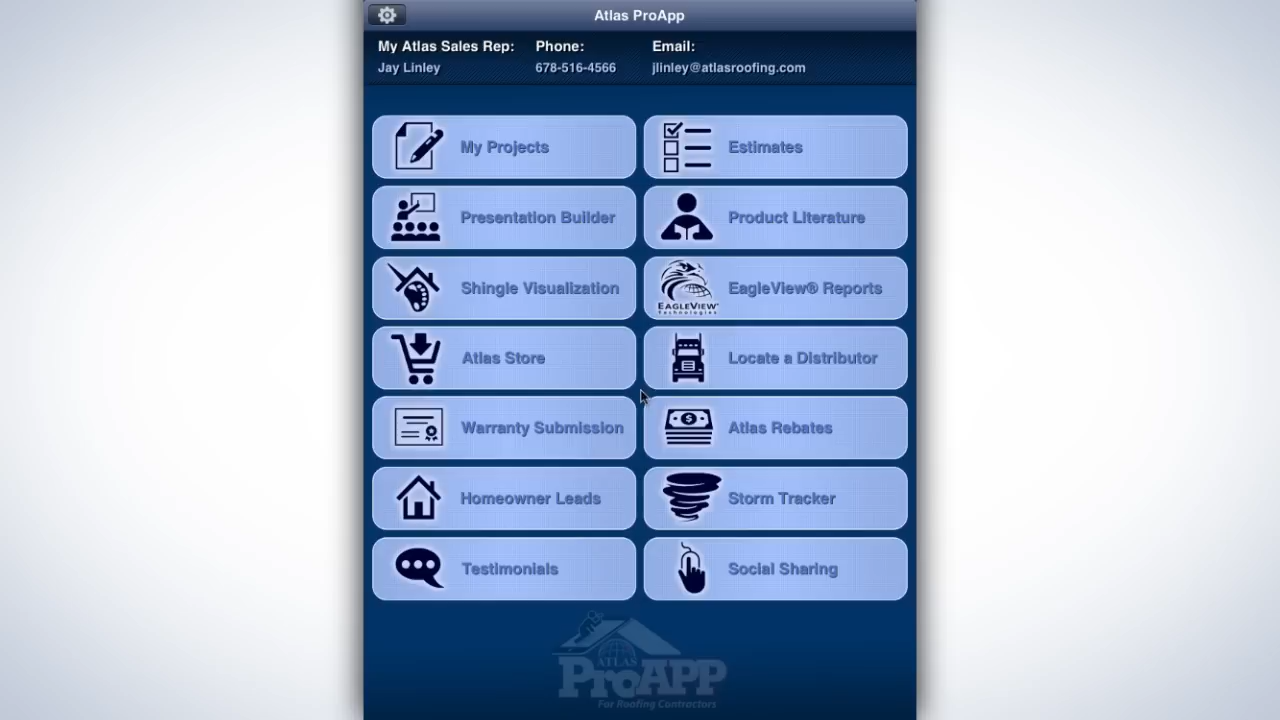 Atlas ProApp
My Atlas Sales Rep: Phone: Email:
Jay Linley 678-516-4566 jlinley@atlasroofing.com
My Projects
Estimates
Presentation Builder
Product Literature
Shingle Visualization
EAGLEVIEW®
Technologies
EagleView® Reports
Atlas Store
Locate a Distributor
Warranty Submission
Atlas Rebates
Homeowner Leads
Storm Tracker
Testimonials
Social Sharing
ATLAS
PROAPP
For Roofing Contractors